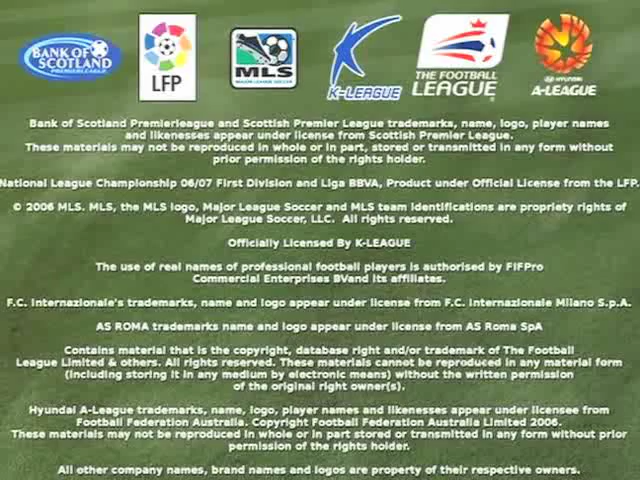 BANK OF
SCOTLAND
PREMIERLEAGUE
LFP
MLS
MAJOR LEAGUE SOCCER
K-LEAGUE
THE FOOTBALL
LEAGUE
HYUNDAI
A-LEAGUE
Bank of Scotland Premierleague and Scottish Premier League trademarks, name, logo, player names
and likenesses appear under license from Scottish Premier League.
These materials may not be reproduced in whole or in part, stored or transmitted in any form without
prior permission of the rights holder.
National League Championship 06/07 First Division and Liga BBVA, Product under Official License from the LFP.
© 2006 MLS. MLS, the MLS logo, Major League Soccer and MLS team identifications are propriety rights of
Major League Soccer, LLC. All rights reserved.
Officially Licensed By K-LEAGUE
The use of real names of professional football players is authorised by FIFPro
Commercial Enterprises BVand its affiliates.
F.C. Internazionale's trademarks, name and logo appear under license from F.C. Internazionale Milano S.p.A.
AS ROMA trademarks name and logo appear under license from AS Roma SpA
Contains material that is the copyright, database right and/or trademark of The Football
League Limited & others. All rights reserved. These materials cannot be reproduced in any material form
(including storing it in any medium by electronic means) without the written permission
of the original right owner(s).
Hyundai A-League trademarks, name, logo, player names and likenesses appear under licensee from
Football Federation Australia. Copyright Football Federation Australia Limited 2006.
These materials may not be reproduced in whole or in part stored or transmitted in any form without prior
permission of the rights holder.
All other company names, brand names and logos are property of their respective owners.